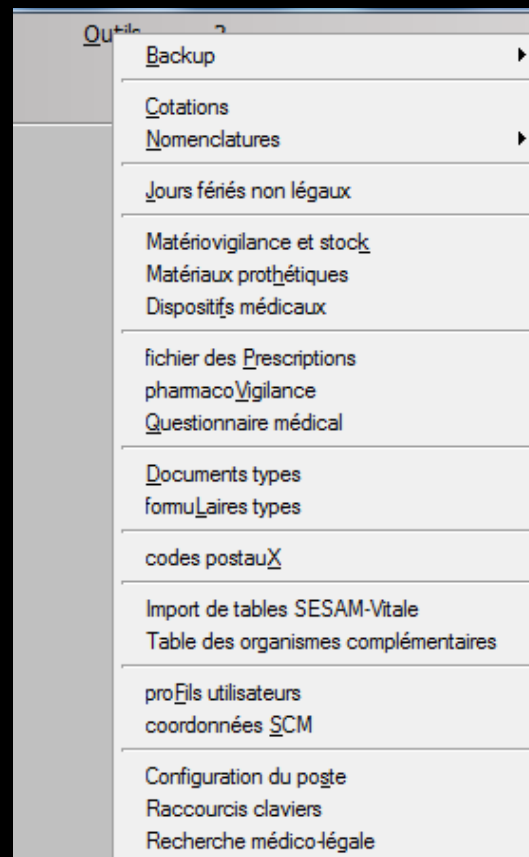 Outils ?
Backup
Cotations
Nomenclatures
Jours fériés non légaux
Matériovigilance et stock
Matériaux prothétiques
Dispositifs médicaux
fichier des Prescriptions
pharmacoVigilance
Questionnaire médical
Documents types
formuLaires types
codes postauX
Import de tables SESAM-Vitale
Table des organismes complémentaires
proFils utilisateurs
coordonnées SCM
Configuration du poste
Raccourcis claviers
Recherche médico-légale